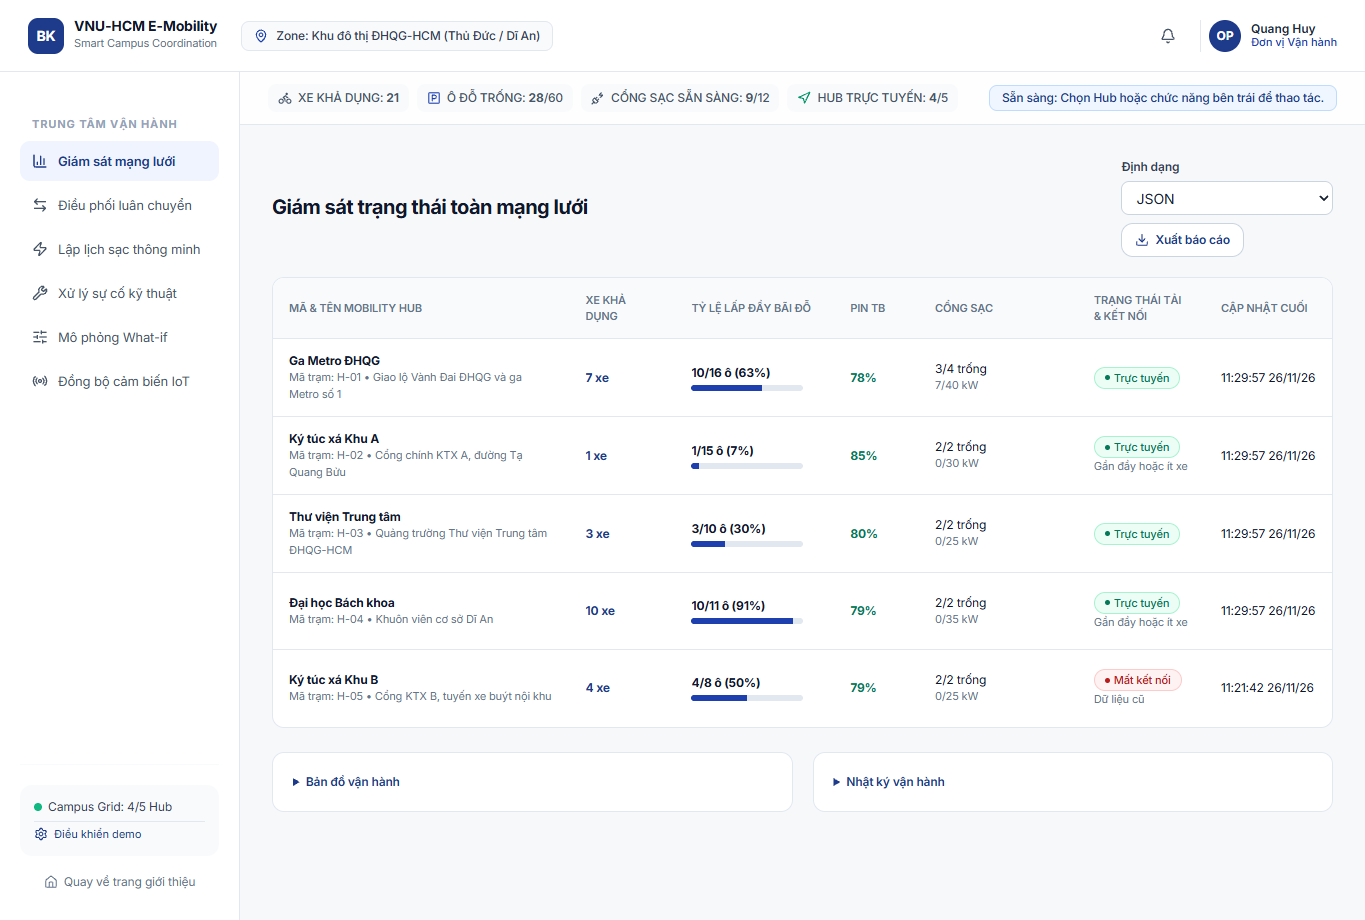 BK
VNU-HCM E-Mobility
Smart Campus Coordination
Zone: Khu đô thị ĐHQG-HCM (Thủ Đức / Dĩ An)
OP
Quang Huy
Đơn vị Vận hành
XE KHẢ DỤNG: 21
Ô ĐỖ TRỐNG: 28/60
CỔNG SẠC SẴN SÀNG: 9/12
HUB TRỰC TUYẾN: 4/5
Sẵn sàng: Chọn Hub hoặc chức năng bên trái để thao tác.
TRUNG TÂM VẬN HÀNH
Giám sát mạng lưới
Điều phối luân chuyển
Lập lịch sạc thông minh
Xử lý sự cố kỹ thuật
Mô phỏng What-if
Đồng bộ cảm biến IoT
Campus Grid: 4/5 Hub
Điều khiển demo
Quay về trang giới thiệu
Giám sát trạng thái toàn mạng lưới
Định dạng
JSON
Xuất báo cáo
MÃ & TÊN MOBILITY HUB
XE KHẢ
DỤNG
TỶ LỆ LẤP ĐẦY BÃI ĐỖ
PIN TB
CỔNG SẠC
TRẠNG THÁI TẢI
& KẾT NỐI
CẬP NHẬT CUỐI
Ga Metro ĐHQG
Mã trạm: H-01 • Giao lộ Vành Đai ĐHQG và ga
Metro số 1
7 xe
10/16 ô (63%)
78%
3/4 trống
7/40 kW
Trực tuyến
11:29:57 26/11/26
Ký túc xá Khu A
Mã trạm: H-02 • Cổng chính KTX A, đường Tạ
Quang Bửu
1 xe
1/15 ô (7%)
85%
2/2 trống
0/30 kW
Trực tuyến
Gần đầy hoặc ít xe
11:29:57 26/11/26
Thư viện Trung tâm
Mã trạm: H-03 • Quảng trường Thư viện Trung tâm
ĐHQG-HCM
3 xe
3/10 ô (30%)
80%
2/2 trống
0/25 kW
Trực tuyến
11:29:57 26/11/26
Đại học Bách khoa
Mã trạm: H-04 • Khuôn viên cơ sở Dĩ An
10 xe
10/11 ô (91%)
79%
2/2 trống
0/35 kW
Trực tuyến
Gần đầy hoặc ít xe
11:29:57 26/11/26
Ký túc xá Khu B
Mã trạm: H-05 • Cổng KTX B, tuyến xe buýt nội khu
4 xe
4/8 ô (50%)
79%
2/2 trống
0/25 kW
Mất kết nối
Dữ liệu cũ
11:21:42 26/11/26
Bản đồ vận hành
Nhật ký vận hành